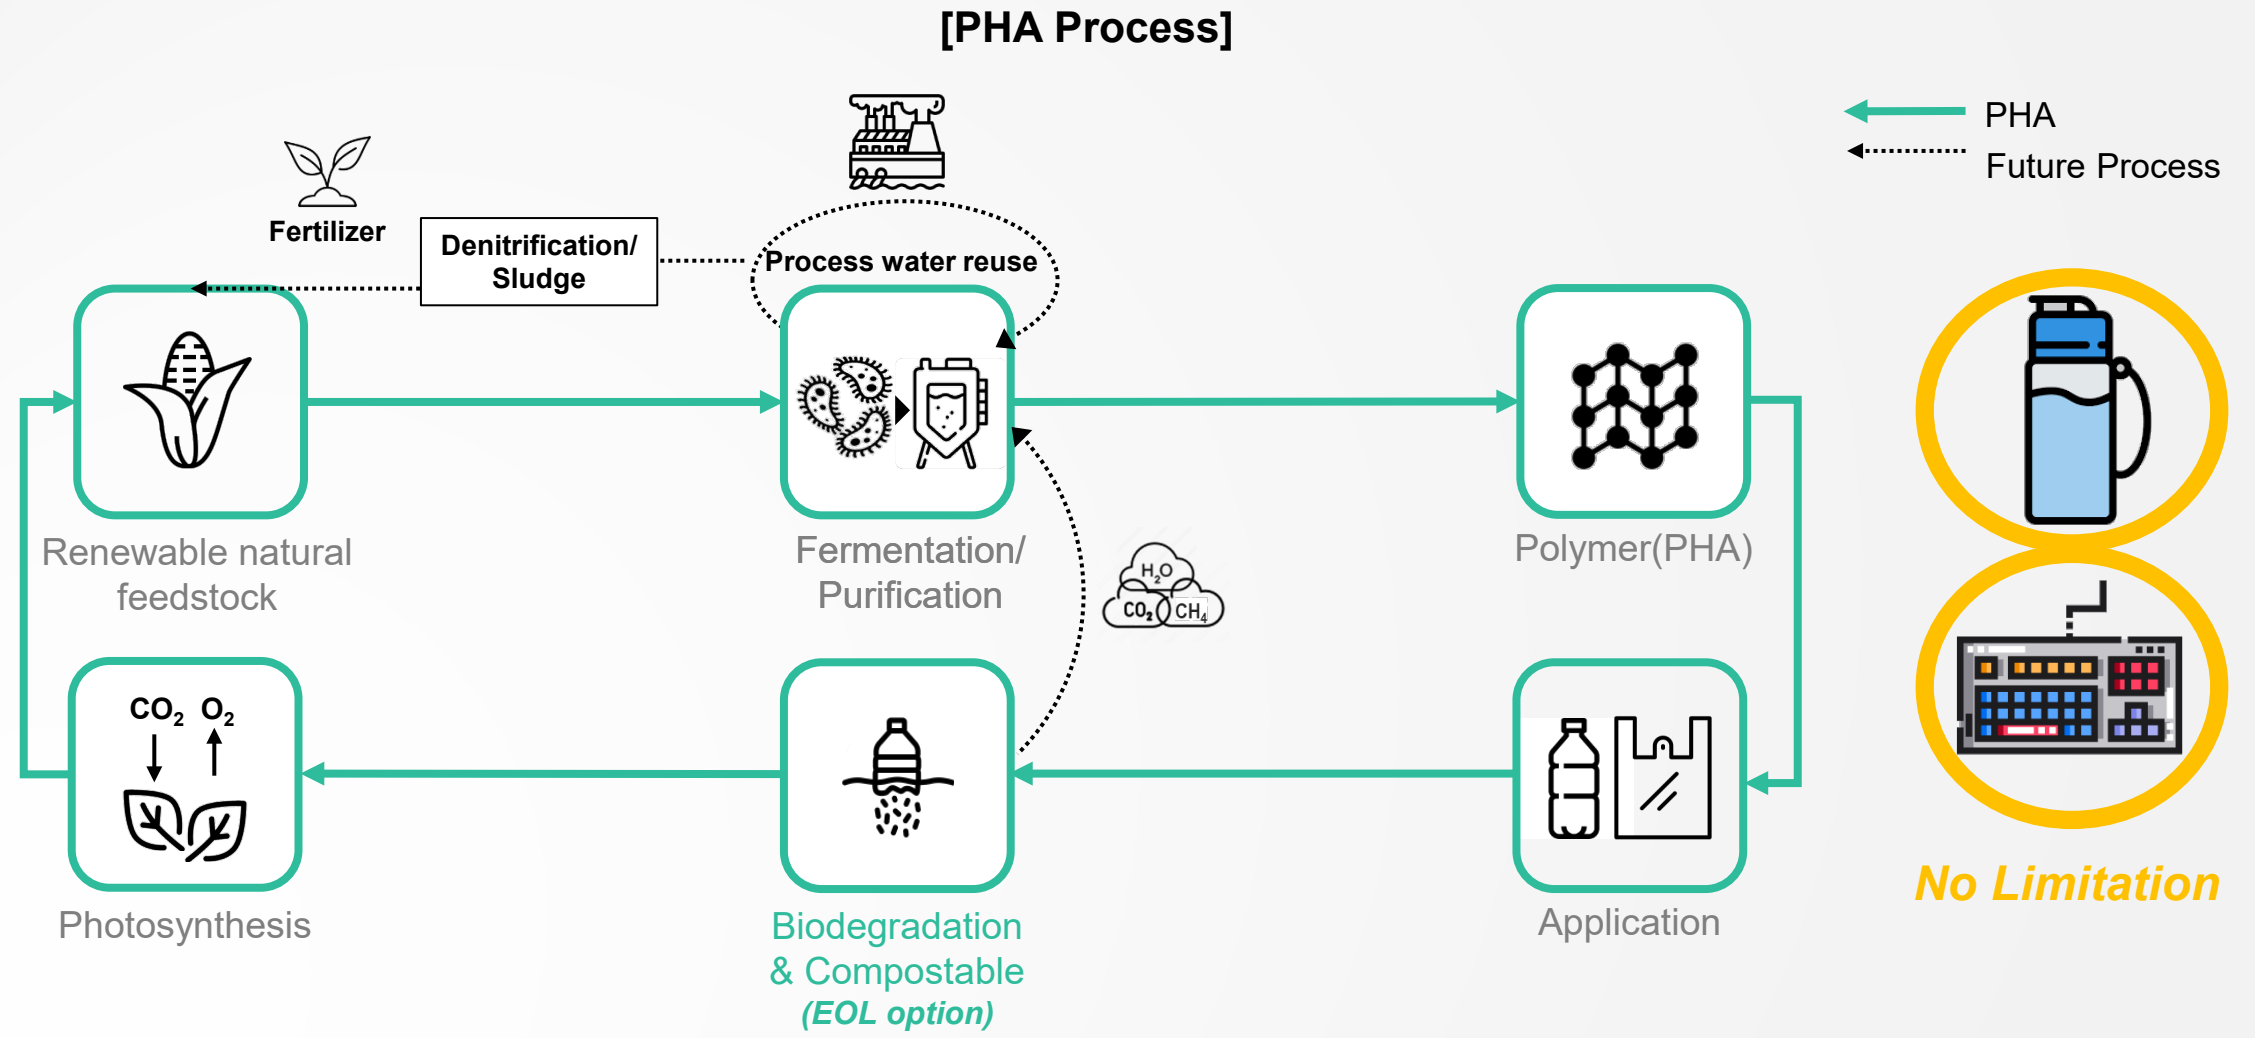 [PHA Process]
PHA
Future Process
Fertilizer
Denitrification/
Sludge
Process water reuse
Renewable natural
feedstock
Fermentation/
Purification
Polymer(PHA)
H₂O
CO₂
CH₄
CO₂ O₂
Photosynthesis
Biodegradation
& Compostable
(EOL option)
Application
No Limitation